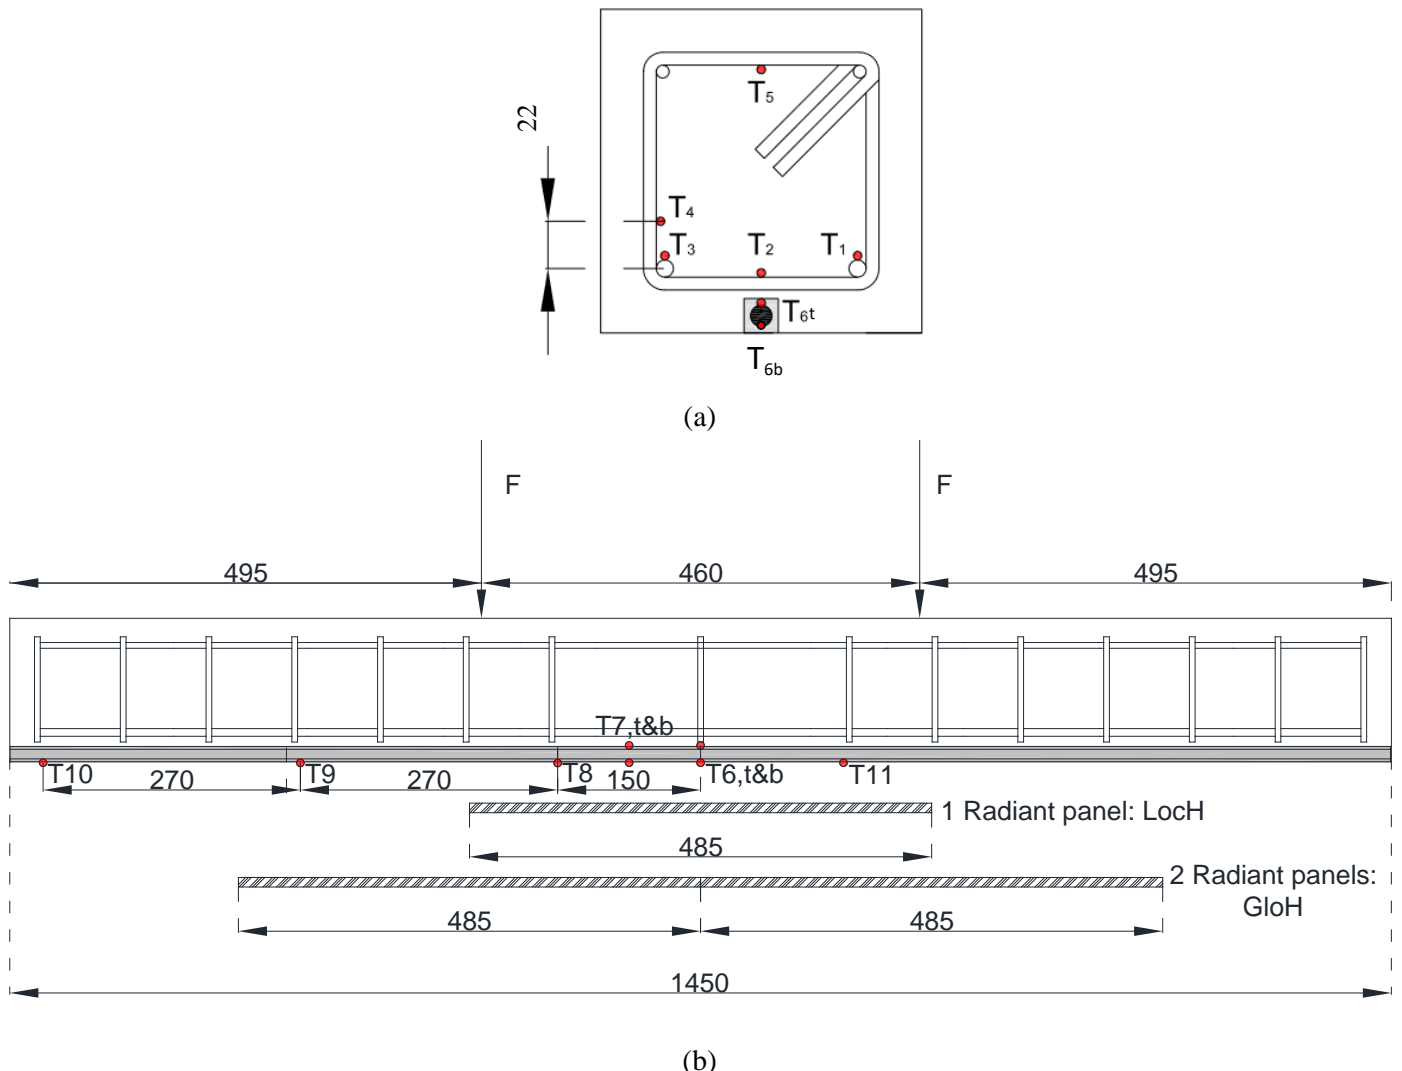 T5
22
T4
T3 T2 T1
T6t
T6b
(a)
F F
495 460 495
T7,t&b
T10 270 T9 270 T8 150 T6,t&b T11
1 Radiant panel: LocH
485
2 Radiant panels:
GloH
485 485
1450
(b)